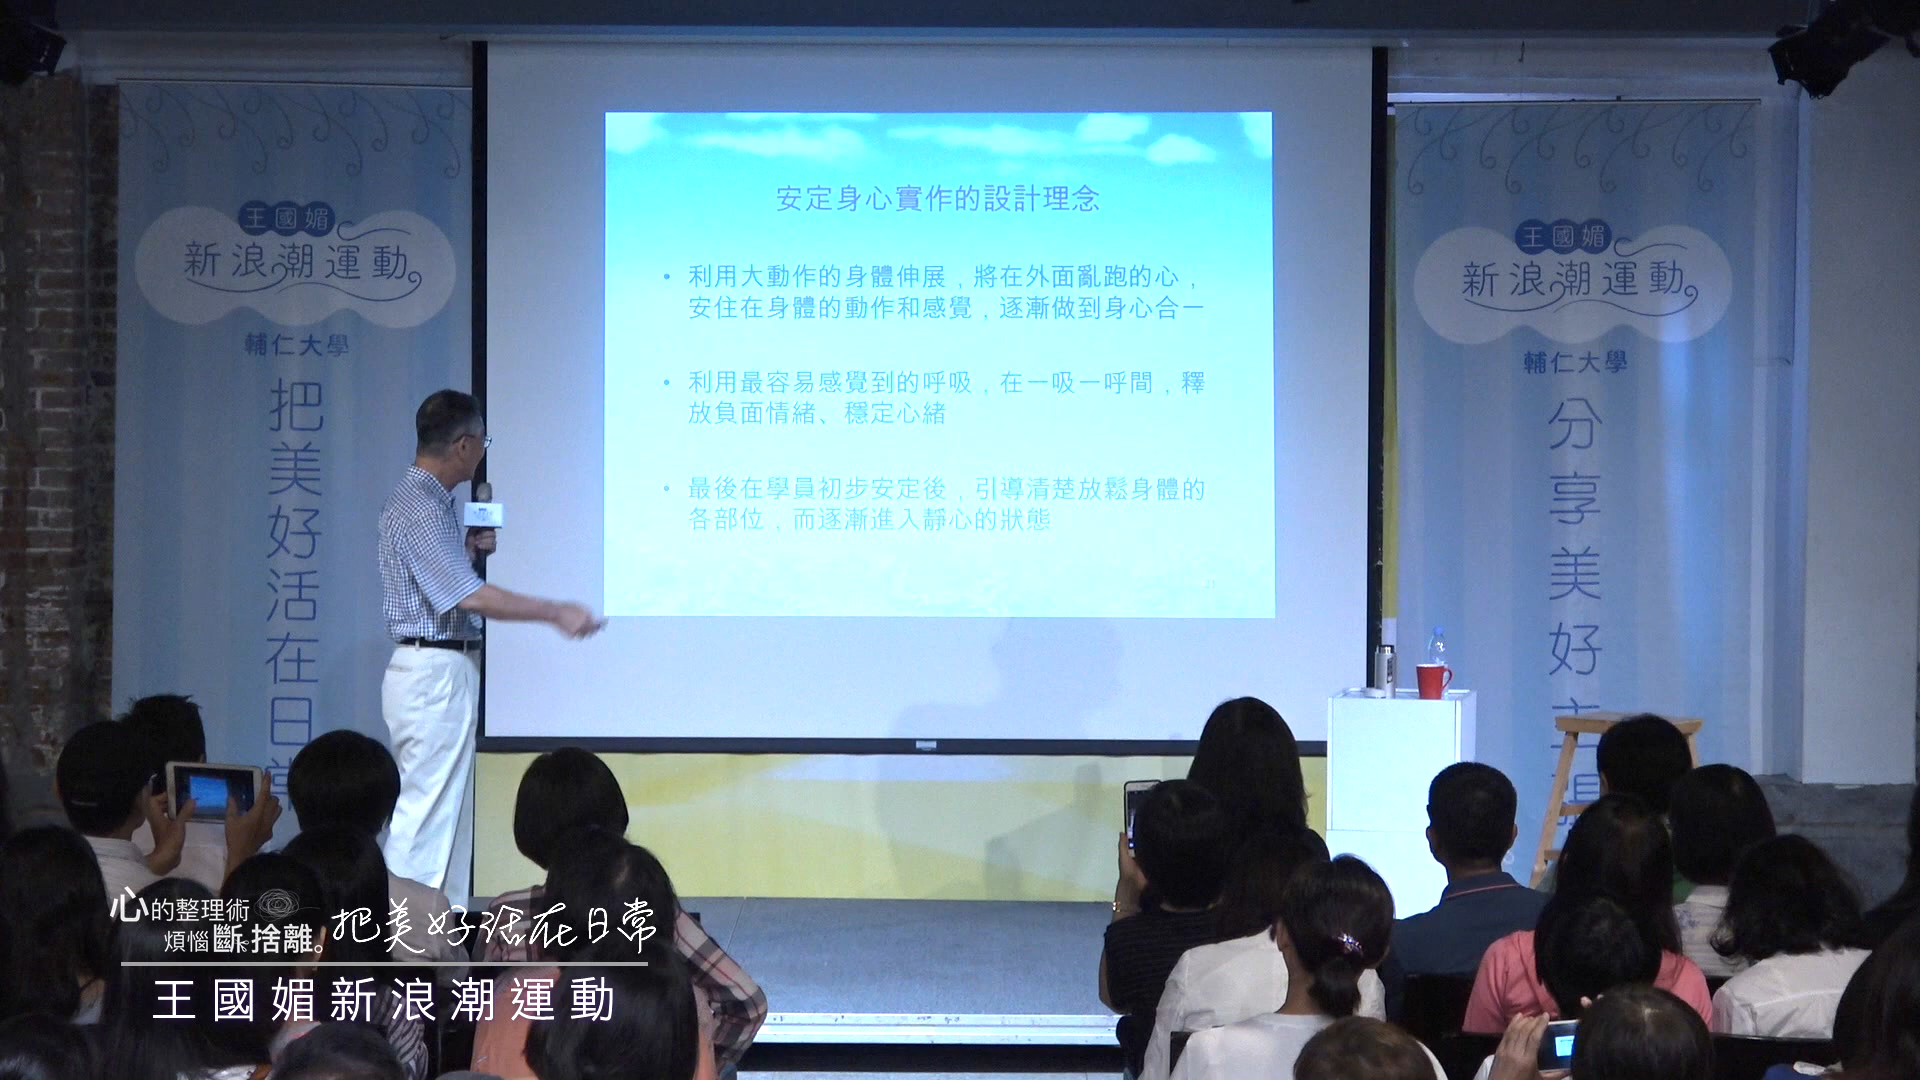 王國媚
新浪潮運動
輔仁大學
把美好活在日常
安定身心實作的設計理念
• 利用大動作的身體伸展，將在外面亂跑的心，
安住在身體的動作和感覺，逐漸做到身心合一
• 利用最容易感覺到的呼吸，在一吸一呼間，釋
放負面情緒、穩定心緒
• 最後在學員初步安定後，引導清楚放鬆身體的
各部位，而逐漸進入靜心的狀態
王國媚
新浪潮運動
輔仁大學
分享美好
心的整理術
煩惱斷捨離。
把美好活在日常
王國媚新浪潮運動